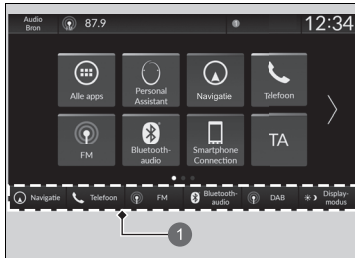 Audio
Bron
87.9
12:34
Alle apps
Personal
Assistant
Navigatie
Telefoon
FM
Bluetooth-
audio
Smartphone
Connection
TA
Navigatie
Telefoon
FM
Bluetooth-
audio
DAB
Display-
modus
1